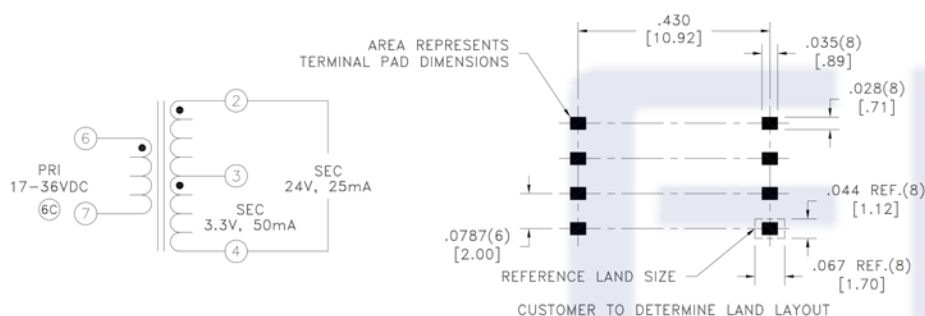 6
7
PRI
17-36VDC
6C
2
3
4
SEC
24V, 25mA
SEC
3.3V, 50mA
AREA REPRESENTS
TERMINAL PAD DIMENSIONS
.430
[10.92]
.035(8)
[.89]
.028(8)
[.71]
.044 REF.(8)
[1.12]
.0787(6)
[2.00]
REFERENCE LAND SIZE
.067 REF.(8)
[1.70]
CUSTOMER TO DETERMINE LAND LAYOUT